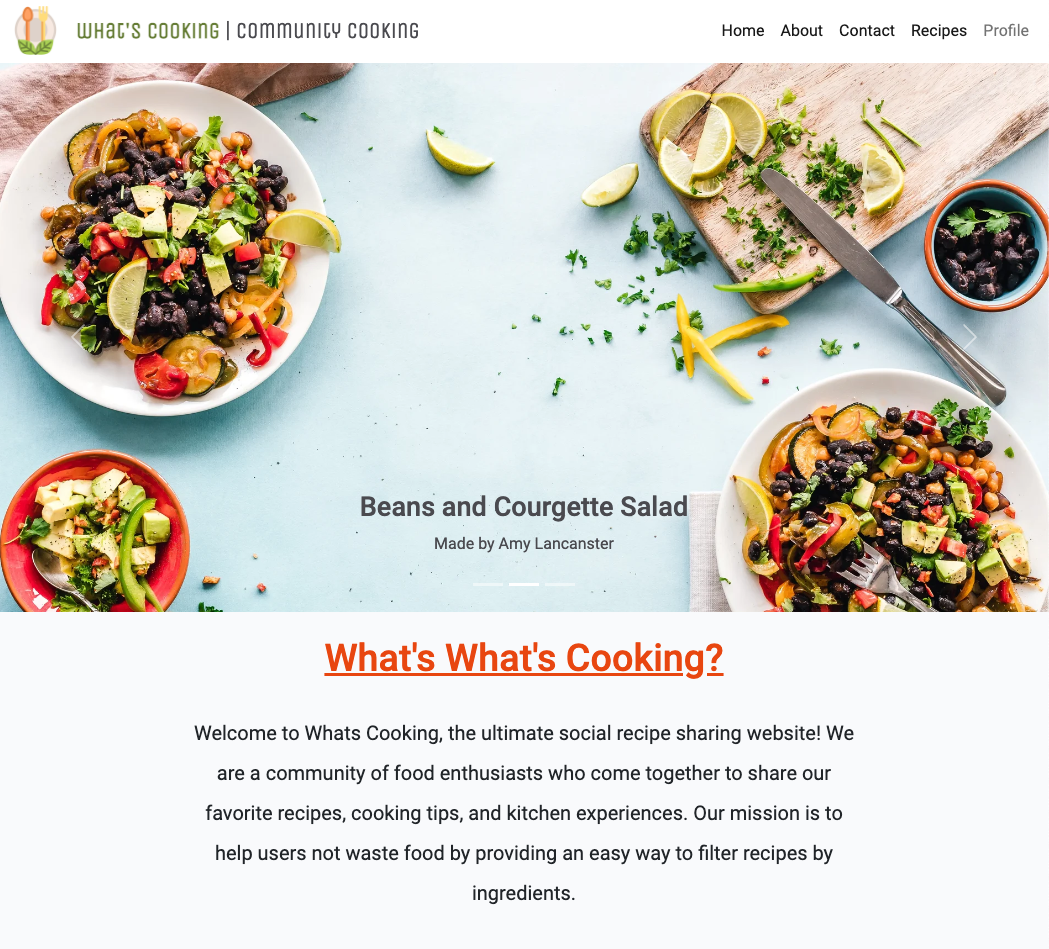 what's cooking | community cooking
Home About Contact Recipes Profile
Beans and Courgette Salad
Made by Amy Lancanster
What's What's Cooking?
Welcome to Whats Cooking, the ultimate social recipe sharing website! We
are a community of food enthusiasts who come together to share our
favorite recipes, cooking tips, and kitchen experiences. Our mission is to
help users not waste food by providing an easy way to filter recipes by
ingredients.